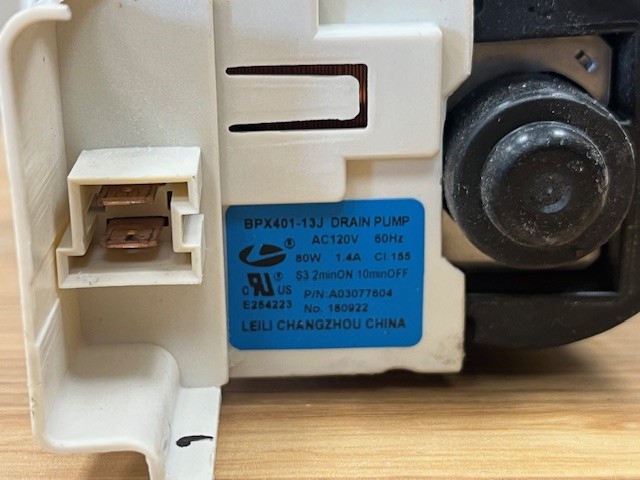 BPX401-13J DRAIN PUMP
®
AC120V 60Hz
80W 1.4A Cl.155
S3 2minON 10minOFF
C US ®
E254223
P/N:A03077604
No. 180922
LEILI CHANGZHOU CHINA